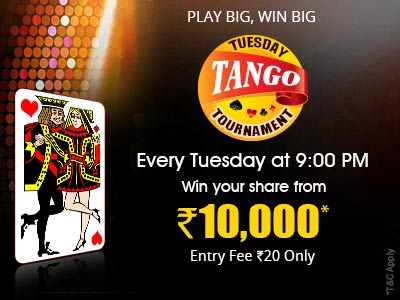 PLAY BIG, WIN BIG
TUESDAY
TANGO
TOURNAMENT
Every Tuesday at 9:00 PM
Win your share from
₹10,000*
Entry Fee ₹20 Only
*T&C Apply